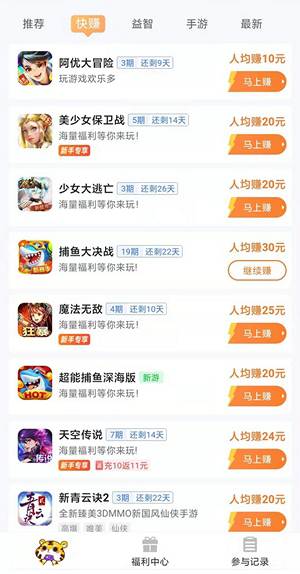 推荐 快赚 益智 手游 最新
阿优大冒险 3期 还剩9天 人均赚10元
玩游戏欢乐多 马上赚
美少女保卫战 5期 还剩14天 人均赚20元
海量福利等你来玩! 马上赚
新手专享
少女大逃亡 3期 还剩26天 人均赚20元
海量福利等你来玩! 马上赚
捕鱼大决战 19期 还剩22天 人均赚30元
海量福利等你来玩! 继续赚
魔法无敌 4期 还剩10天 人均赚25元
狂暴 海量福利等你来玩! 马上赚
新手专享
超能捕鱼深海版 新游 人均赚20元
HOT 海量福利等你来玩! 马上赚
天空传说 7期 还剩14天 人均赚24元
海量福利等你来玩! 马上赚
新手专享 充10返11元
新青云诀2 2期 还剩24天 人均赚20元
全新臻美3DMMO新国风仙侠手游 马上赚
高爆 唯美 仙侠
福利中心 参与记录